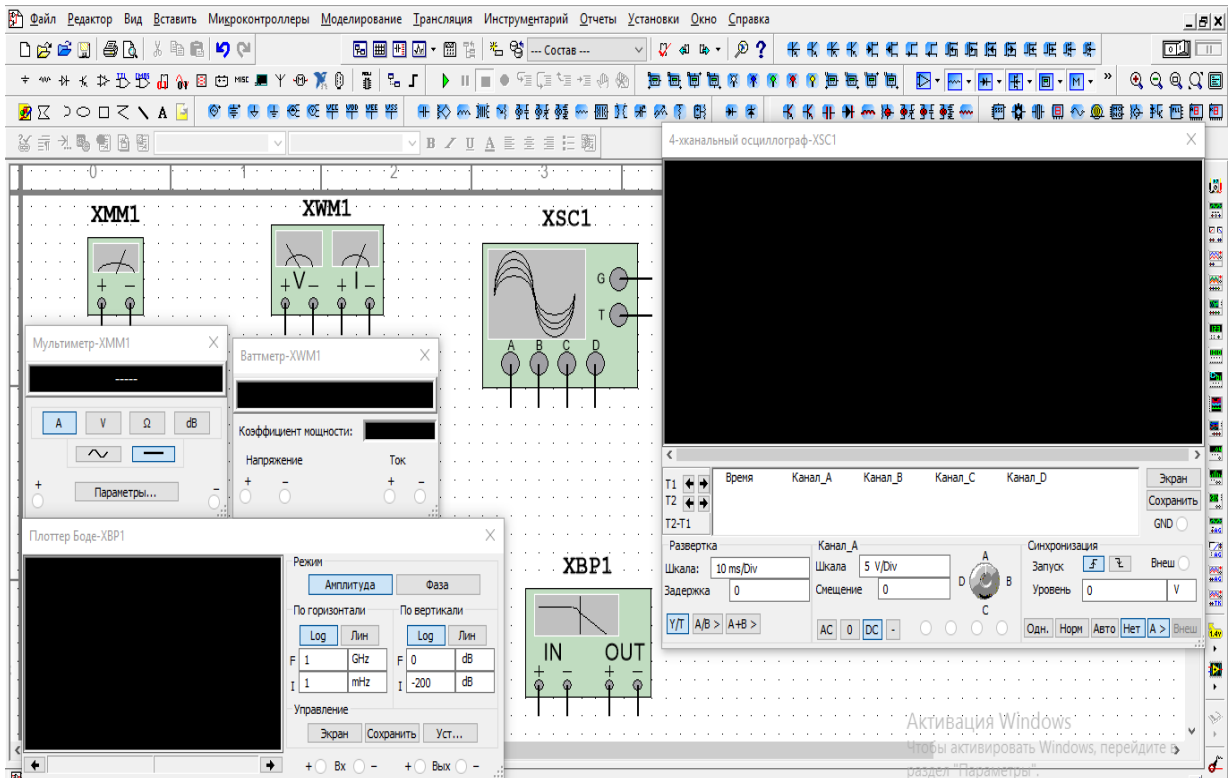 Файл Редактор Вид Вставить Микроконтроллеры Моделирование Трансляция Инструментарий Отчеты Установки Окно Справка
--- Состав ---
MISC
A
B I U A
0 1 2 3
XMM1
+ −
XWM1
+ V − + I −
XSC1
G
T
A B C D
Мультиметр-XMM1
-----
A V Ω dB
Параметры...
+ −
Ваттметр-XWM1
Коэффициент мощности:
Напряжение Ток
+ − + −
4-хканальный осциллограф-XSC1
T1
T2
T2-T1
Время Канал_A Канал_B Канал_C Канал_D
Экран
Сохранить
GND
Развертка
Шкала: 10 ms/Div
Задержка 0
Y/T A/B > A+B >
Канал_A
Шкала 5 V/Div
Смещение 0
AC 0 DC -
A
D B
C
Синхронизация
Запуск Внеш
Уровень 0 V
Одн. Норм Авто Нет A > Внеш
Плоттер Боде-XBP1
Режим
Амплитуда Фаза
По горизонтали По вертикали
Log Лин Log Лин
F 1 GHz F 0 dB
I 1 mHz I -200 dB
Управление
Экран Сохранить Уст...
+ Вх − + Вых −
XBP1
IN OUT
+ − + −
Активация Windows
Чтобы активировать Windows, перейдите в
раздел "Параметры".